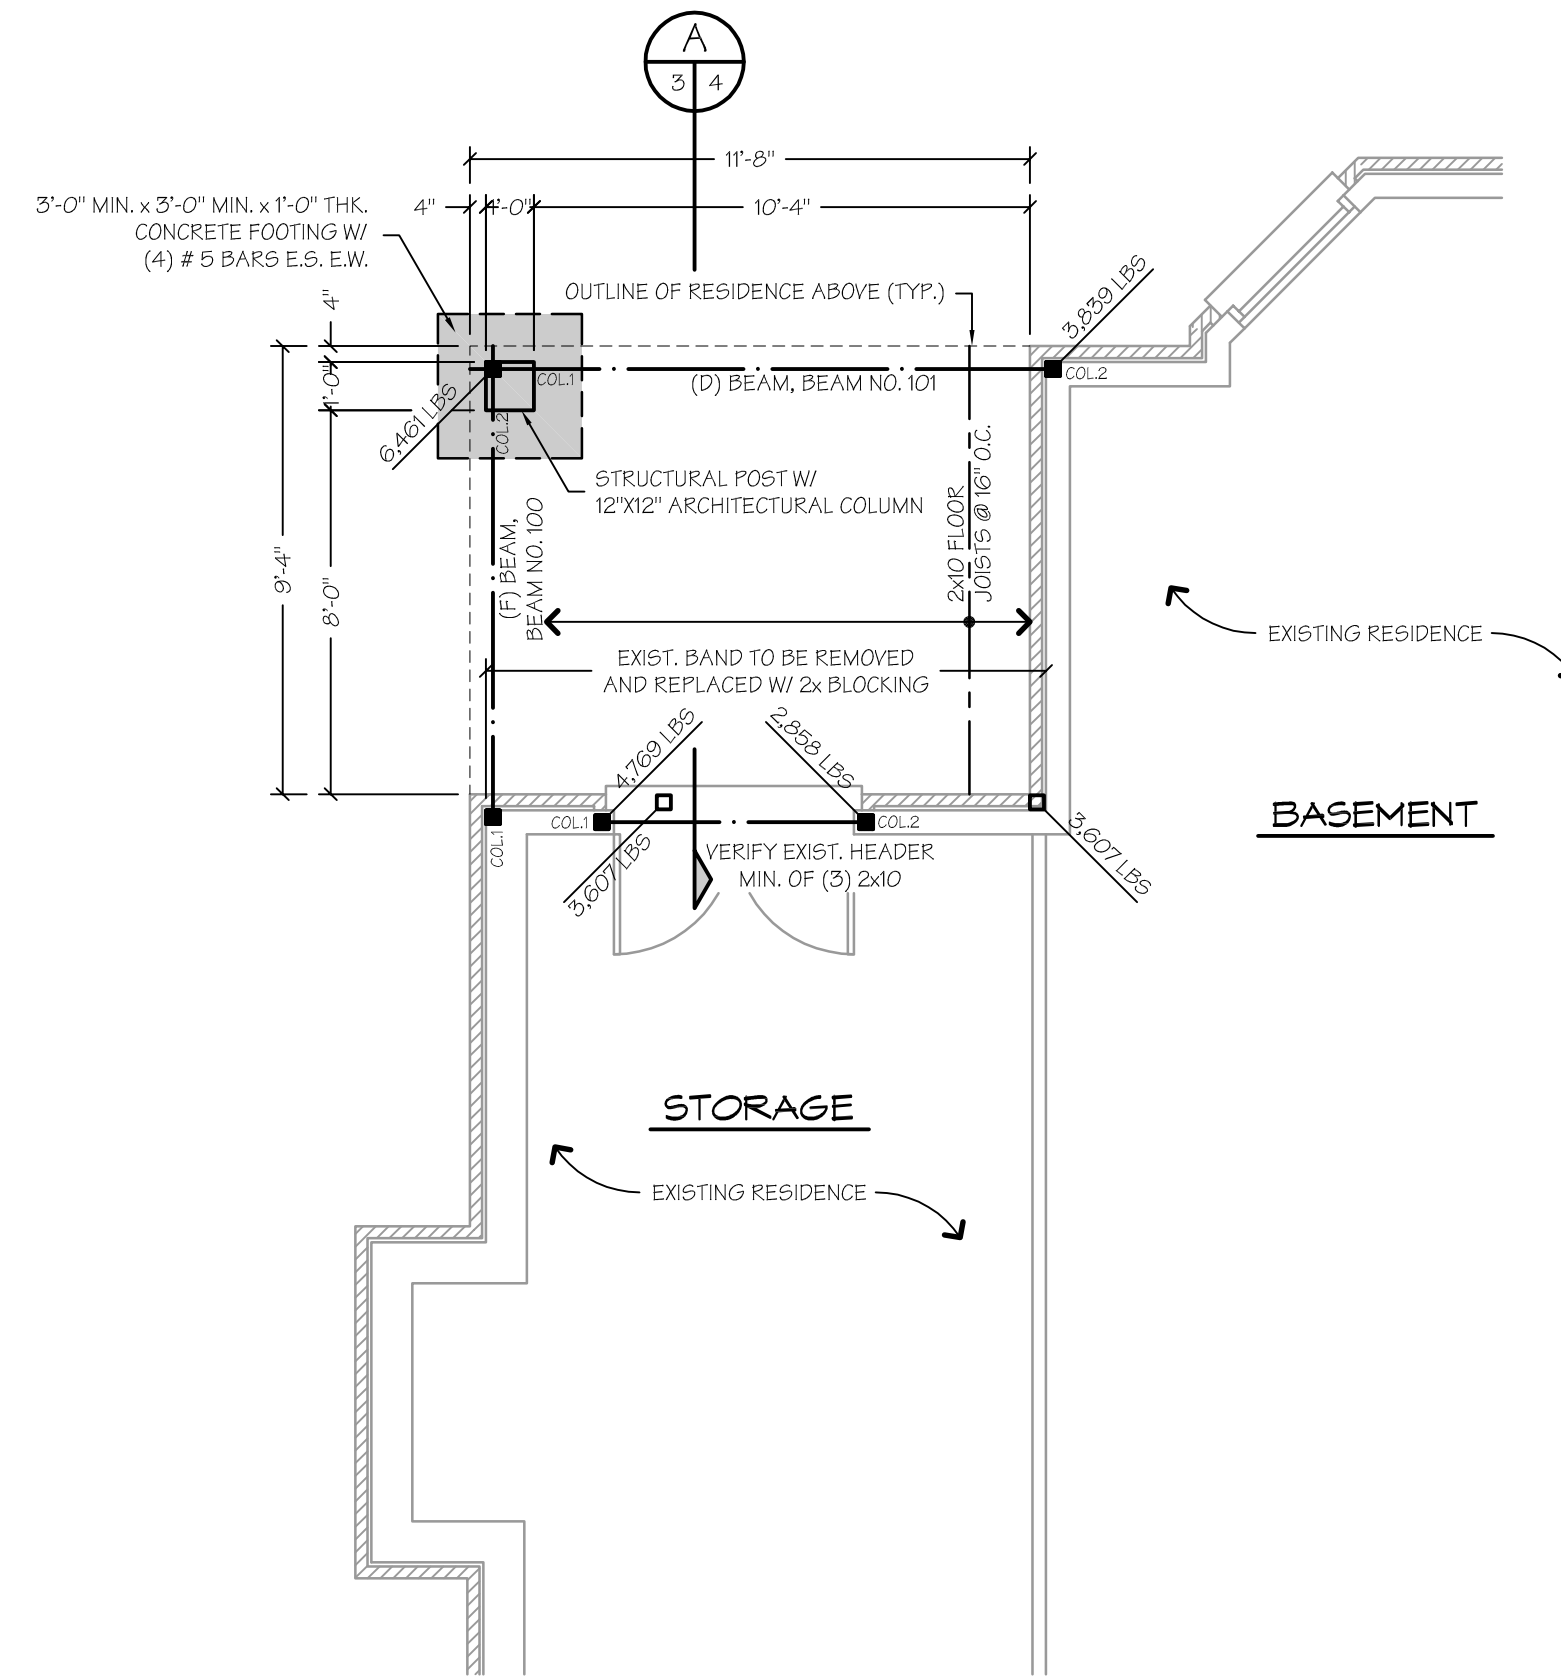 A
3 4
11'-8"
3'-0" MIN. x 3'-0" MIN. x 1'-0" THK.
CONCRETE FOOTING W/
(4) # 5 BARS E.S. E.W.
4"
1'-0"
10'-4"
OUTLINE OF RESIDENCE ABOVE (TYP.)
3,839 LBS
4"
1'-0"
COL.1
(D) BEAM, BEAM NO. 101
COL.2
6,461 LBS
COL.2
STRUCTURAL POST W/
12"X12" ARCHITECTURAL COLUMN
9'-4"
8'-0"
(F) BEAM,
BEAM NO. 100
2x10 FLOOR
JOISTS @ 16" O.C.
EXISTING RESIDENCE
EXIST. BAND TO BE REMOVED
AND REPLACED W/ 2x BLOCKING
4,769 LBS
2,858 LBS
BASEMENT
COL.1
COL.1
COL.2
3,607 LBS
3,607 LBS
VERIFY EXIST. HEADER
MIN. OF (3) 2x10
STORAGE
EXISTING RESIDENCE